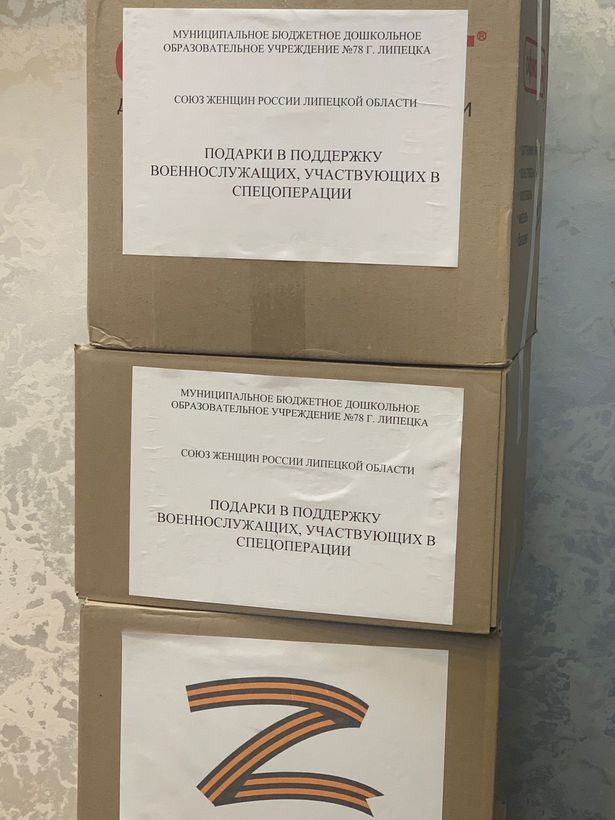 МУНИЦИПАЛЬНОЕ БЮДЖЕТНОЕ ДОШКОЛЬНОЕ
ОБРАЗОВАТЕЛЬНОЕ УЧРЕЖДЕНИЕ №78 Г. ЛИПЕЦКА
СОЮЗ ЖЕНЩИН РОССИИ ЛИПЕЦКОЙ ОБЛАСТИ
ПОДАРКИ В ПОДДЕРЖКУ
ВОЕННОСЛУЖАЩИХ, УЧАСТВУЮЩИХ В
СПЕЦОПЕРАЦИИ
МУНИЦИПАЛЬНОЕ БЮДЖЕТНОЕ ДОШКОЛЬНОЕ
ОБРАЗОВАТЕЛЬНОЕ УЧРЕЖДЕНИЕ №78 Г. ЛИПЕЦКА
СОЮЗ ЖЕНЩИН РОССИИ ЛИПЕЦКОЙ ОБЛАСТИ
ПОДАРКИ В ПОДДЕРЖКУ
ВОЕННОСЛУЖАЩИХ, УЧАСТВУЮЩИХ В
СПЕЦОПЕРАЦИИ
Z